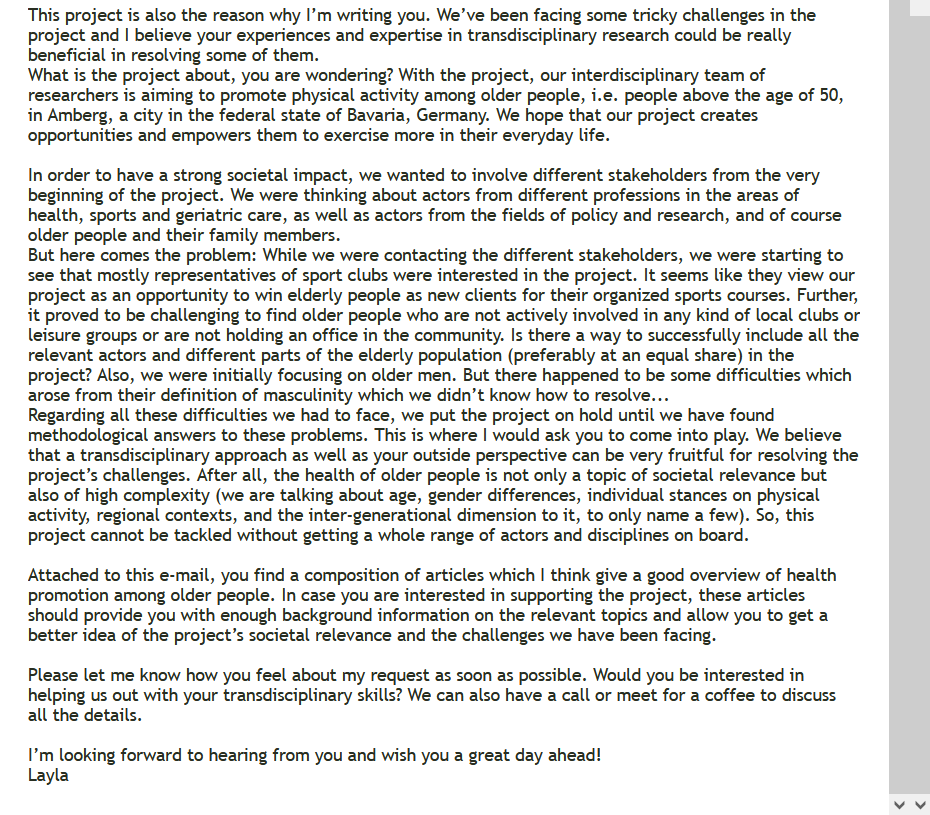 This project is also the reason why I'm writing you. We've been facing some tricky challenges in the
project and I believe your experiences and expertise in transdisciplinary research could be really
beneficial in resolving some of them.
What is the project about, you are wondering? With the project, our interdisciplinary team of
researchers is aiming to promote physical activity among older people, i.e. people above the age of 50,
in Amberg, a city in the federal state of Bavaria, Germany. We hope that our project creates
opportunities and empowers them to exercise more in their everyday life.

In order to have a strong societal impact, we wanted to involve different stakeholders from the very
beginning of the project. We were thinking about actors from different professions in the areas of
health, sports and geriatric care, as well as actors from the fields of policy and research, and of course
older people and their family members.
But here comes the problem: While we were contacting the different stakeholders, we were starting to
see that mostly representatives of sport clubs were interested in the project. It seems like they view our
project as an opportunity to win elderly people as new clients for their organized sports courses. Further,
it proved to be challenging to find older people who are not actively involved in any kind of local clubs or
leisure groups or are not holding an office in the community. Is there a way to successfully include all the
relevant actors and different parts of the elderly population (preferably at an equal share) in the
project? Also, we were initially focusing on older men. But there happened to be some difficulties which
arose from their definition of masculinity which we didn't know how to resolve...
Regarding all these difficulties we had to face, we put the project on hold until we have found
methodological answers to these problems. This is where I would ask you to come into play. We believe
that a transdisciplinary approach as well as your outside perspective can be very fruitful for resolving the
project's challenges. After all, the health of older people is not only a topic of societal relevance but
also of high complexity (we are talking about age, gender differences, individual stances on physical
activity, regional contexts, and the inter-generational dimension to it, to only name a few). So, this
project cannot be tackled without getting a whole range of actors and disciplines on board.

Attached to this e-mail, you find a composition of articles which I think give a good overview of health
promotion among older people. In case you are interested in supporting the project, these articles
should provide you with enough background information on the relevant topics and allow you to get a
better idea of the project's societal relevance and the challenges we have been facing.

Please let me know how you feel about my request as soon as possible. Would you be interested in
helping us out with your transdisciplinary skills? We can also have a call or meet for a coffee to discuss
all the details.

I'm looking forward to hearing from you and wish you a great day ahead!
Layla